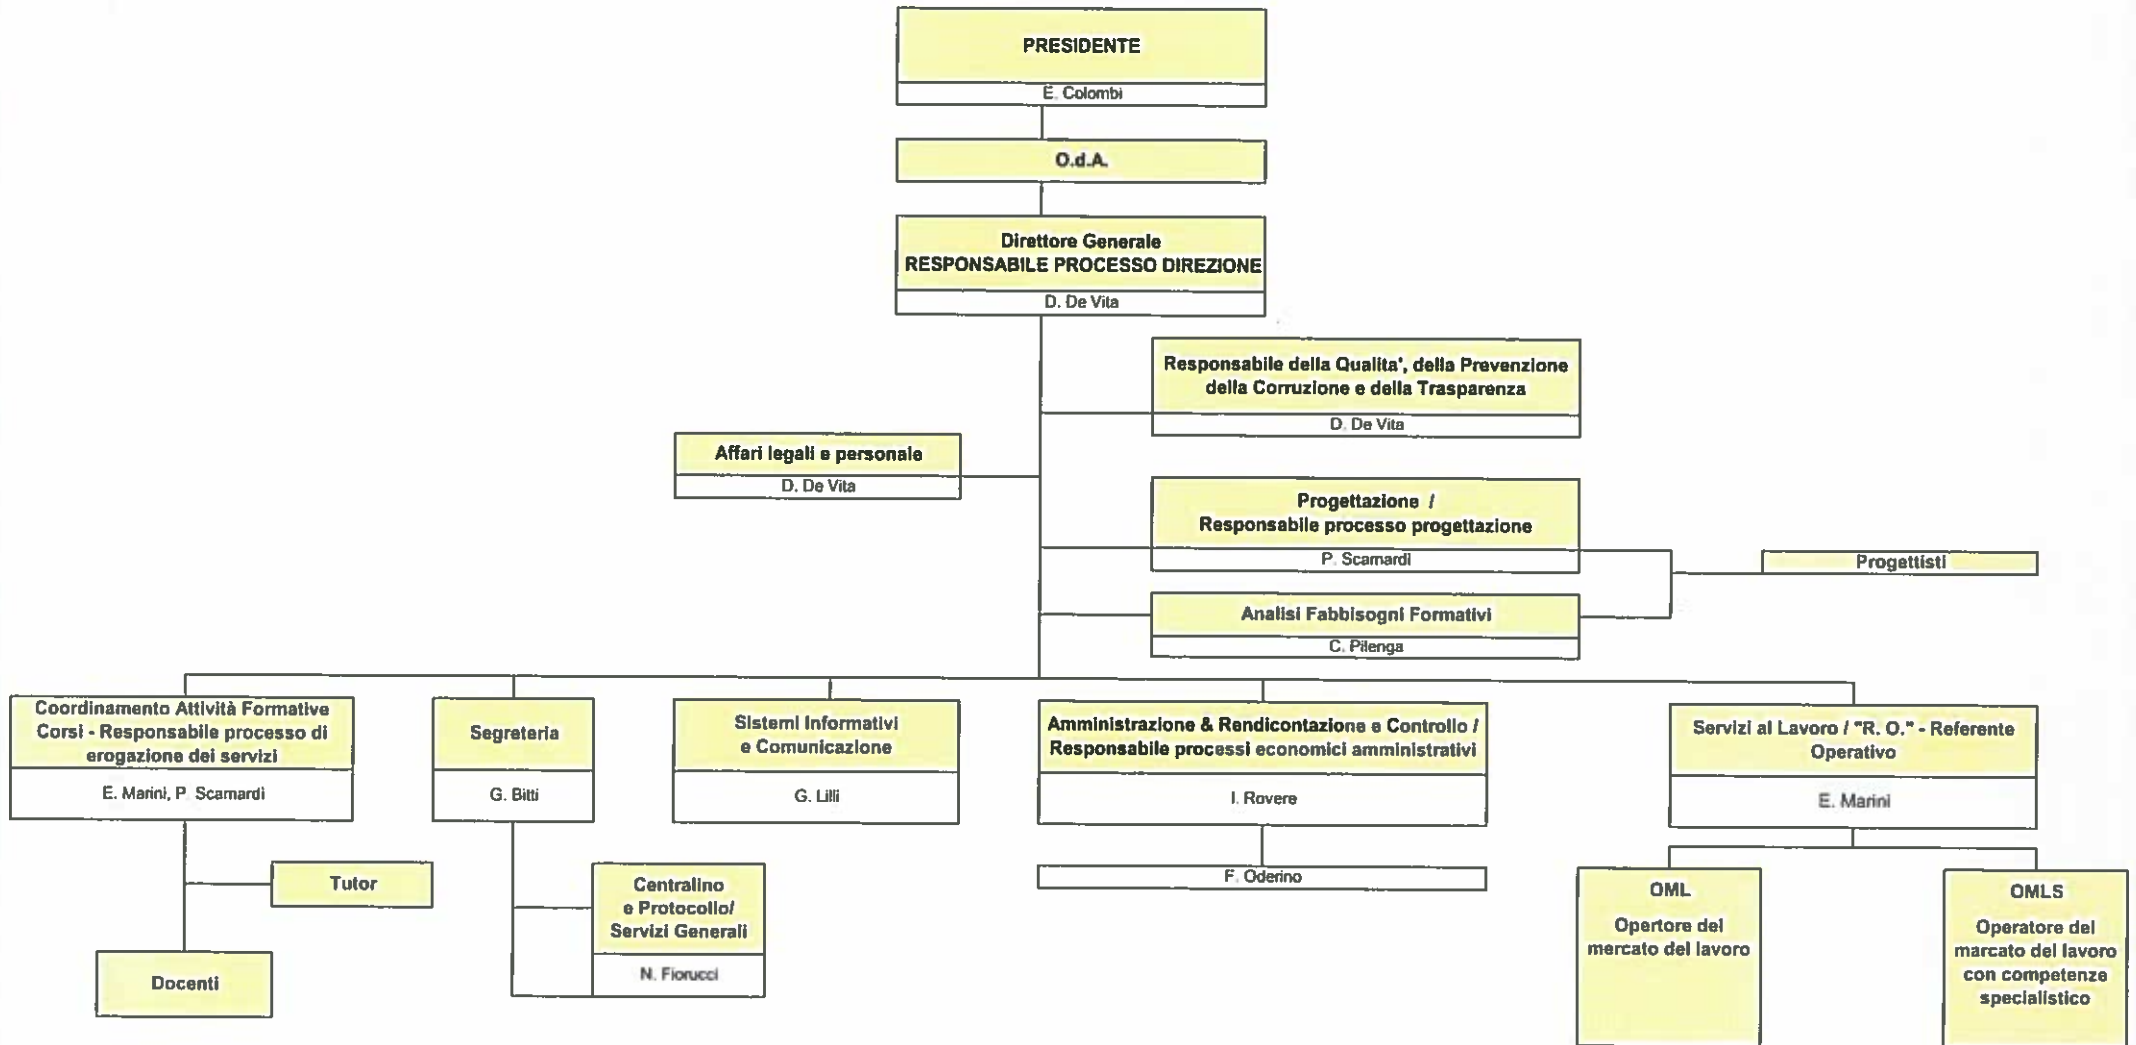 PRESIDENTE
E. Colombi
O.d.A.
Direttore Generale
RESPONSABILE PROCESSO DIREZIONE
D. De Vita
Responsabile della Qualita', della Prevenzione
della Corruzione e della Trasparenza
D. De Vita
Affari legali e personale
D. De Vita
Progettazione /
Responsabile processo progettazione
P. Scamardi
Progettisti
Analisi Fabbisogni Formativi
C. Pilenga
Coordinamento Attività Formative
Corsi - Responsabile processo di
erogazione dei servizi
E. Marini, P. Scamardi
Segreteria
G. Bitti
Sistemi Informativi
e Comunicazione
G. Lilli
Amministrazione & Rendicontazione e Controllo /
Responsabile processi economici amministrativi
I. Rovere
Servizi al Lavoro / "R. O." - Referente
Operativo
E. Marini
Tutor
Docenti
Centralino
e Protocollo/
Servizi Generali
N. Fiorucci
F. Oderino
OML
Opertore del
mercato del lavoro
OMLS
Operatore del
marcato del lavoro
con competenze
specialistico